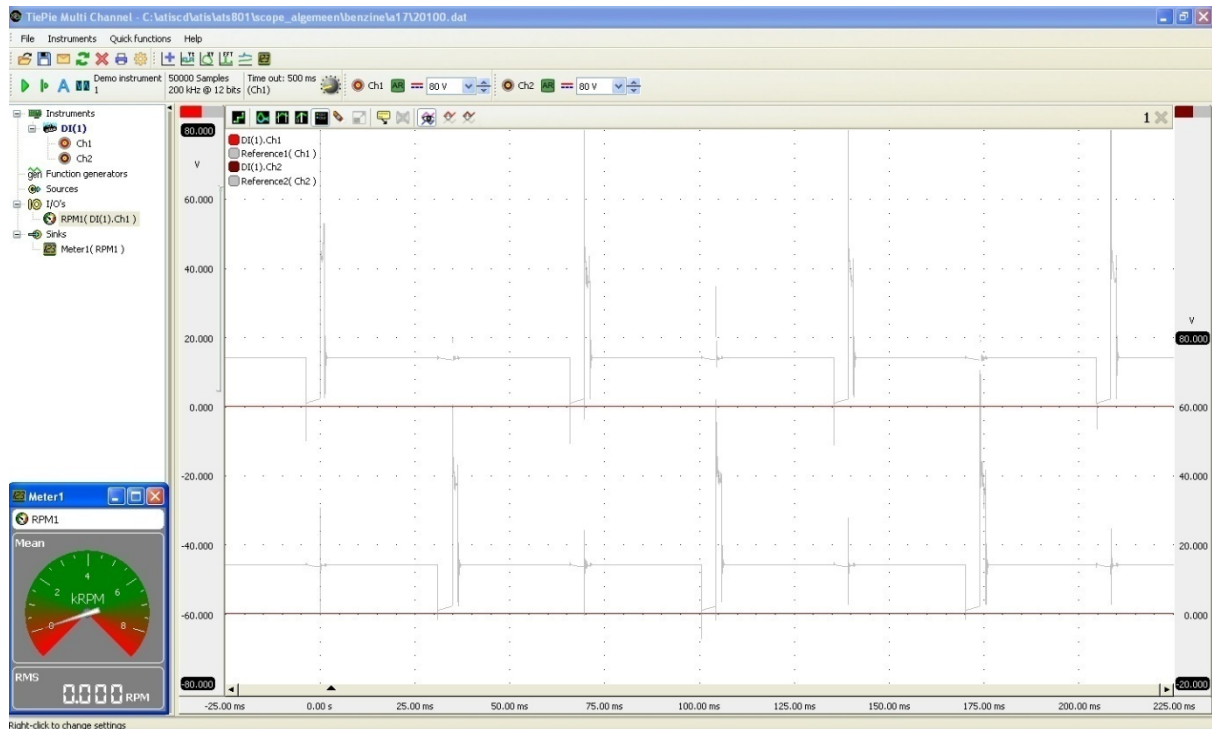 TiePie Multi Channel - C:\atiscd\atis\ats801\scope_algemeen\benzine\a17\20100.dat
File Instruments Quick functions Help
Demo instrument 1
50000 Samples
200 kHz @ 12 bits
Time out: 500 ms
(Ch1)
Ch1 AR 80 V
Ch2 AR 80 V
Instruments
DI(1)
Ch1
Ch2
Function generators
Sources
I/O's
RPM1( DI(1).Ch1 )
Sinks
Meter1( RPM1 )
1
DI(1).Ch1
Reference1( Ch1 )
DI(1).Ch2
Reference2( Ch2 )
80.000
V
60.000
40.000
20.000
0.000
-20.000
-40.000
-60.000
-80.000
V
80.000
60.000
40.000
20.000
0.000
-20.000
-25.00 ms 0.00 s 25.00 ms 50.00 ms 75.00 ms 100.00 ms 125.00 ms 150.00 ms 175.00 ms 200.00 ms 225.00 ms
Meter1
RPM1
Mean
0 2 4 6 8
kRPM
RMS
0.000 RPM
Right-click to change settings